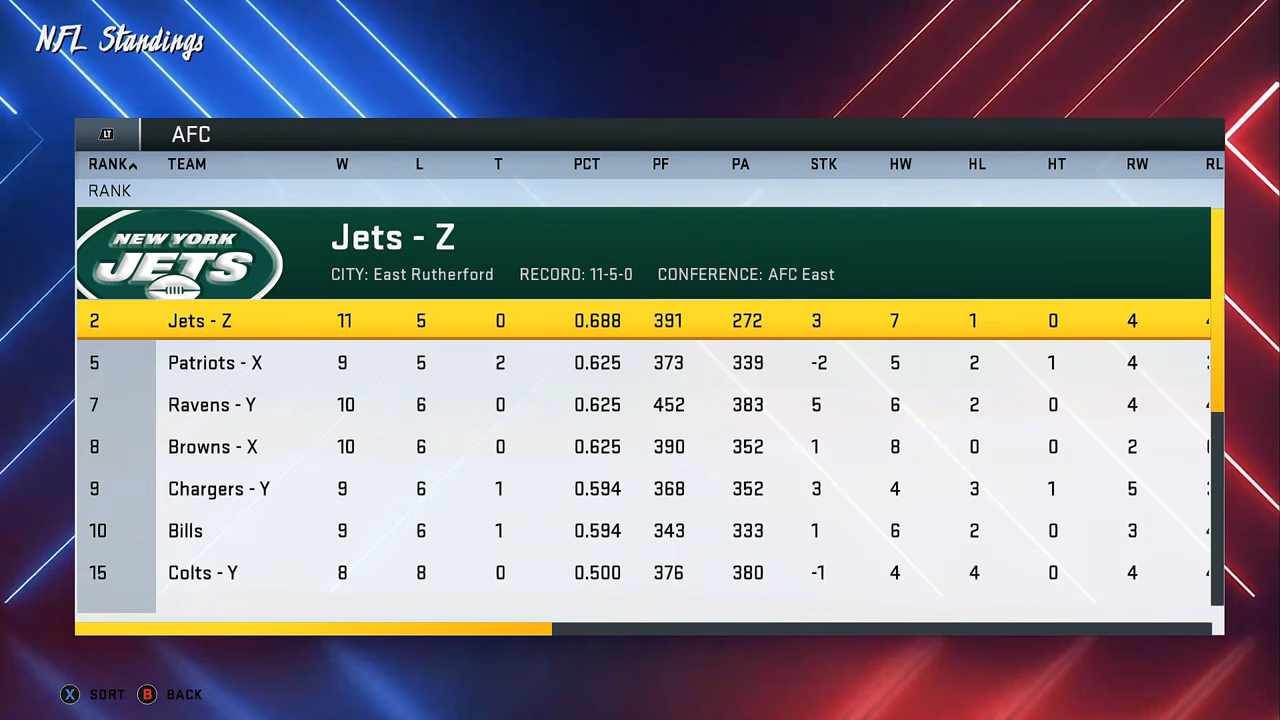 NFL Standings
LT AFC
RANK TEAM W L T PCT PF PA STK HW HL HT RW RL
RANK
NEW YORK
JETS
Jets - Z
CITY: East Rutherford RECORD: 11-5-0 CONFERENCE: AFC East
2 Jets - Z 11 5 0 0.688 391 272 3 7 1 0 4
5 Patriots - X 9 5 2 0.625 373 339 -2 5 2 1 4
7 Ravens - Y 10 6 0 0.625 452 383 5 6 2 0 4
8 Browns - X 10 6 0 0.625 390 352 1 8 0 0 2
9 Chargers - Y 9 6 1 0.594 368 352 3 4 3 1 5
10 Bills 9 6 1 0.594 343 333 1 6 2 0 3
15 Colts - Y 8 8 0 0.500 376 380 -1 4 4 0 4
X SORT B BACK